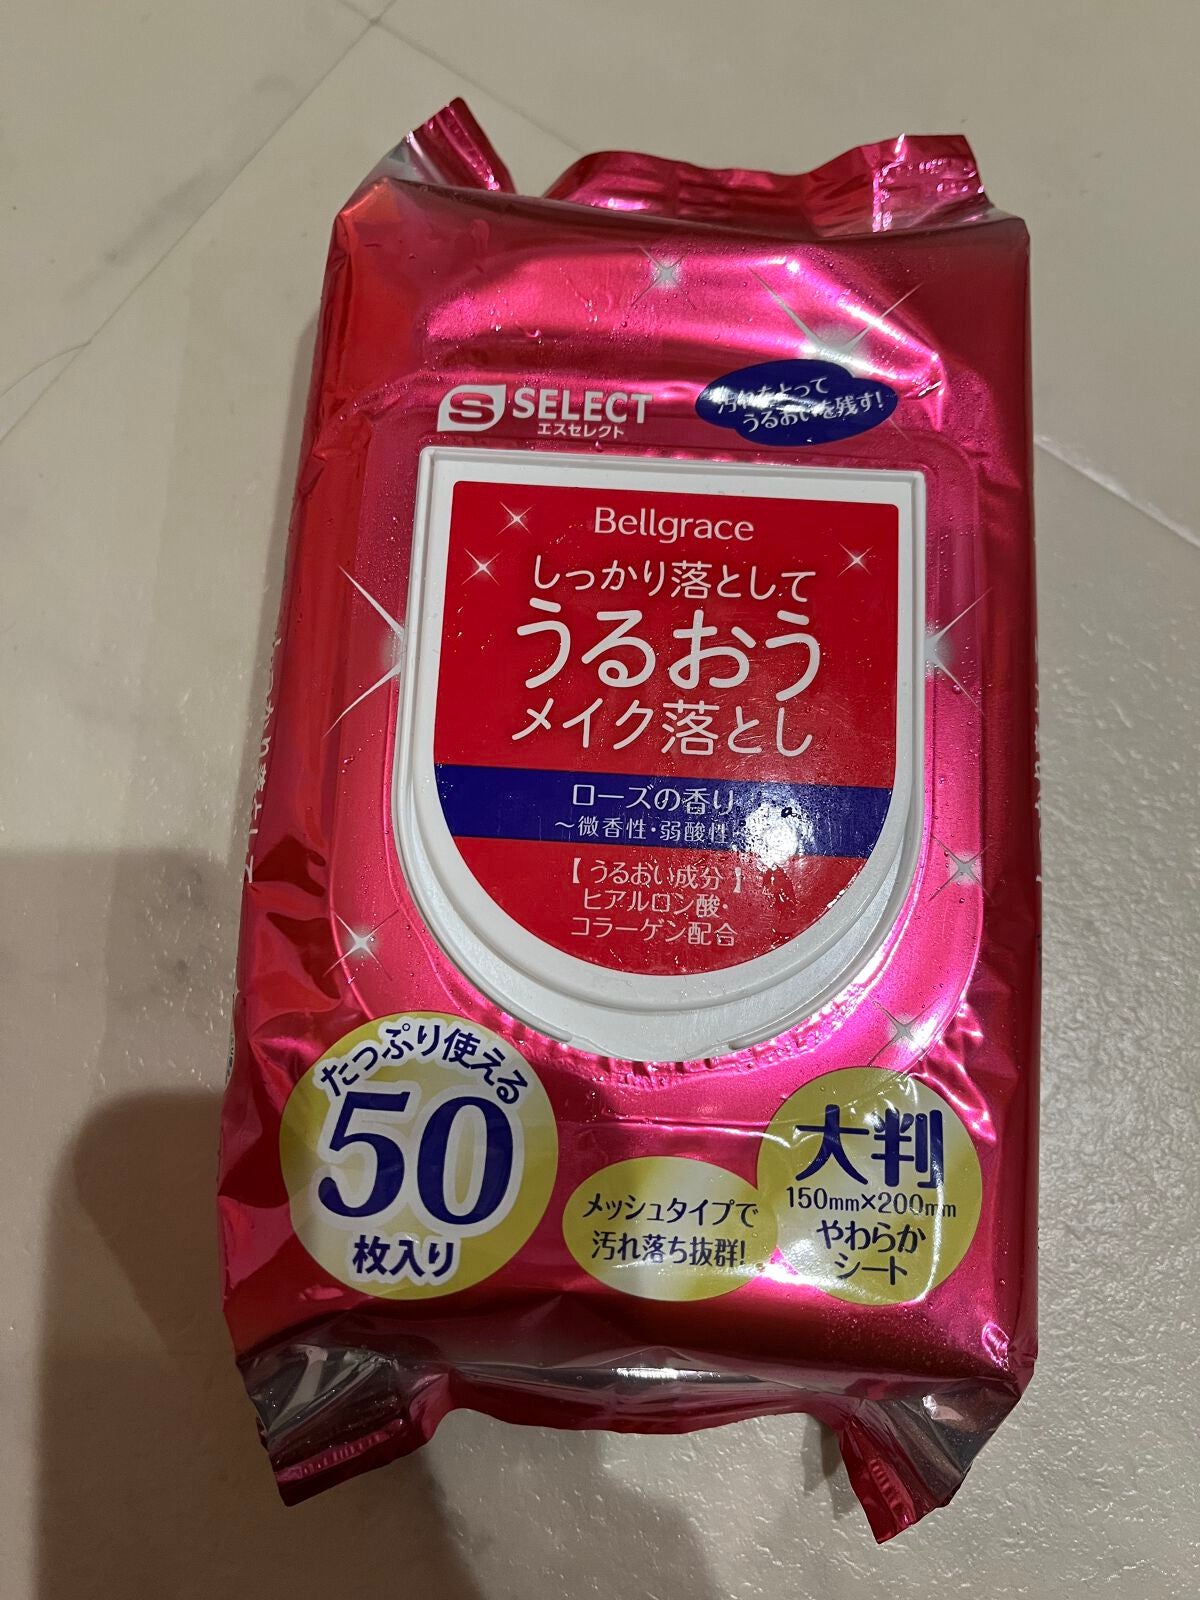 S SELECT
エスセレクト
汚れをとって
うるおいを残す!
Bellgrace
しっかり落として
うるおう
メイク落とし
ローズの香り
～微香性・弱酸性
【うるおい成分】
ヒアルロン酸・
コラーゲン配合
たっぷり使える
50
枚入り
メッシュタイプで
汚れ落ち抜群!
大判
150mm×200mm
やわらか
シート